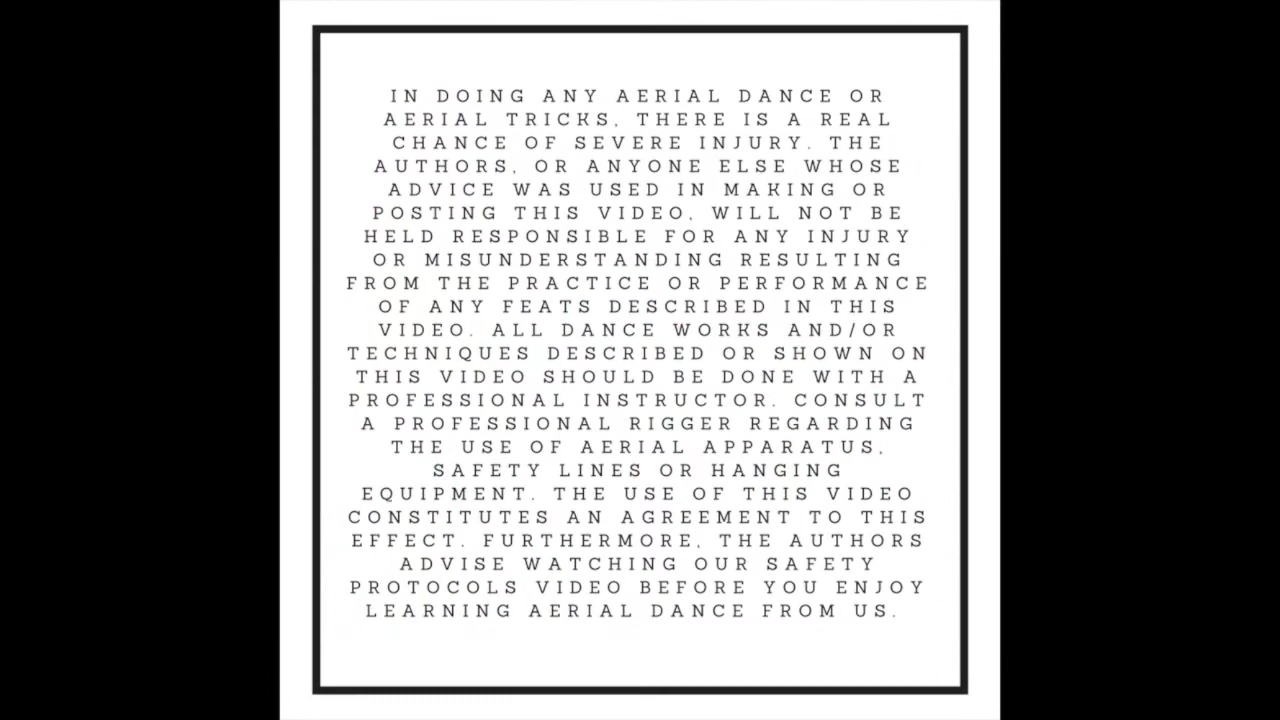 IN DOING ANY AERIAL DANCE OR
AERIAL TRICKS, THERE IS A REAL
CHANCE OF SEVERE INJURY. THE
AUTHORS, OR ANYONE ELSE WHOSE
ADVICE WAS USED IN MAKING OR
POSTING THIS VIDEO, WILL NOT BE
HELD RESPONSIBLE FOR ANY INJURY
OR MISUNDERSTANDING RESULTING
FROM THE PRACTICE OR PERFORMANCE
OF ANY FEATS DESCRIBED IN THIS
VIDEO. ALL DANCE WORKS AND/OR
TECHNIQUES DESCRIBED OR SHOWN ON
THIS VIDEO SHOULD BE DONE WITH A
PROFESSIONAL INSTRUCTOR. CONSULT
A PROFESSIONAL RIGGER REGARDING
THE USE OF AERIAL APPARATUS,
SAFETY LINES OR HANGING
EQUIPMENT. THE USE OF THIS VIDEO
CONSTITUTES AN AGREEMENT TO THIS
EFFECT. FURTHERMORE, THE AUTHORS
ADVISE WATCHING OUR SAFETY
PROTOCOLS VIDEO BEFORE YOU ENJOY
LEARNING AERIAL DANCE FROM US.